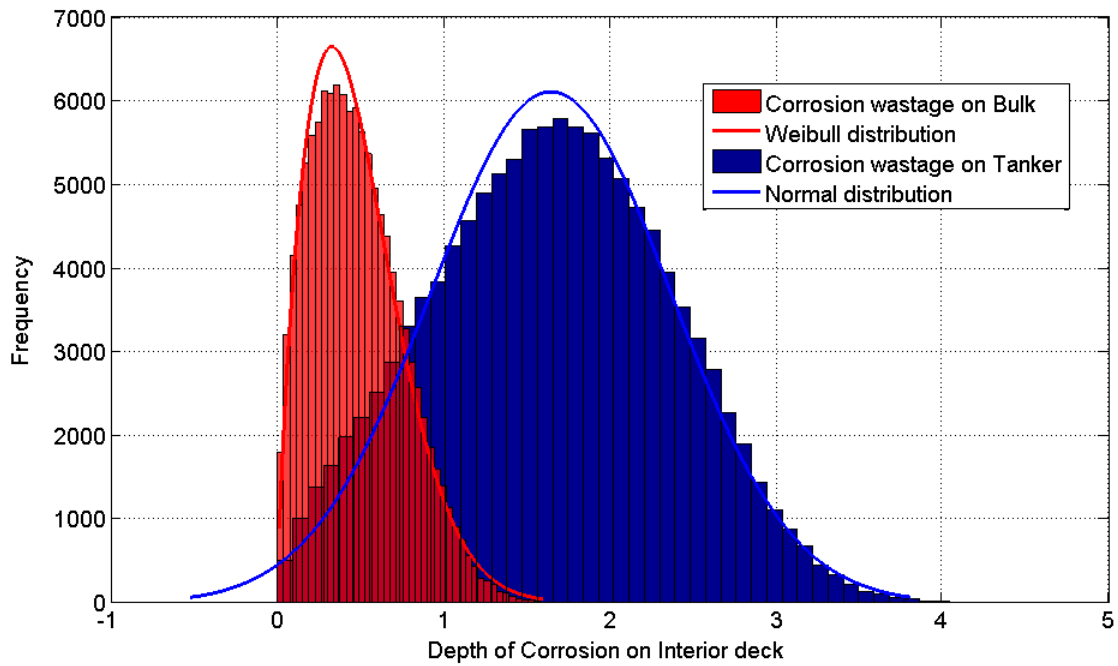 7000
6000
5000
4000
3000
2000
1000
0
Frequency
Corrosion wastage on Bulk
Weibull distribution
Corrosion wastage on Tanker
Normal distribution
-1 0 1 2 3 4 5
Depth of Corrosion on Interior deck